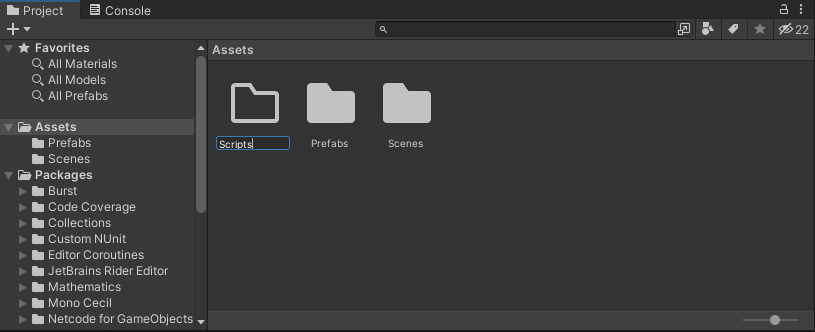 Project
Console
22
Favorites
All Materials
All Models
All Prefabs
Assets
Prefabs
Scenes
Packages
Burst
Code Coverage
Collections
Custom NUnit
Editor Coroutines
JetBrains Rider Editor
Mathematics
Mono Cecil
Netcode for GameObjects
Assets
Scripts
Prefabs
Scenes